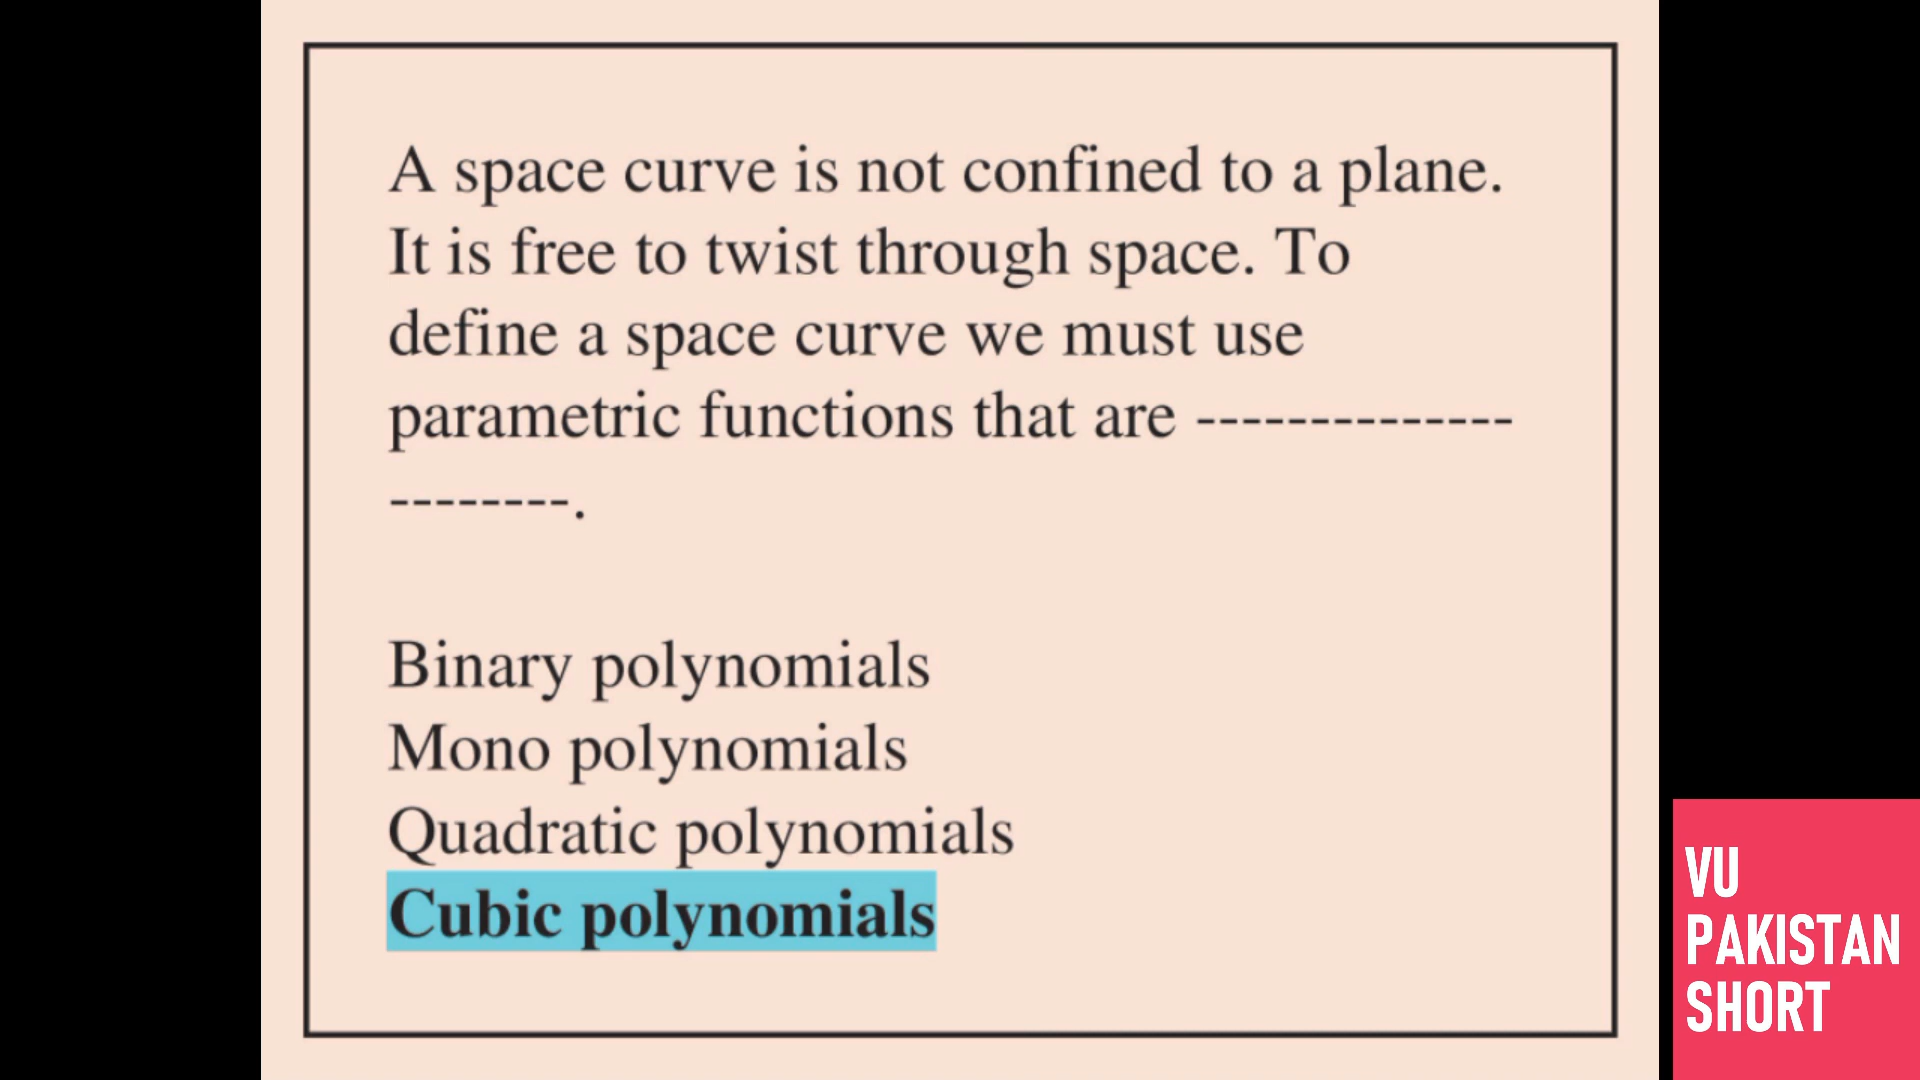 A space curve is not confined to a plane.
It is free to twist through space. To
define a space curve we must use
parametric functions that are --------------
--------.
Binary polynomials
Mono polynomials
Quadratic polynomials
Cubic polynomials
VU
PAKISTAN
SHORT